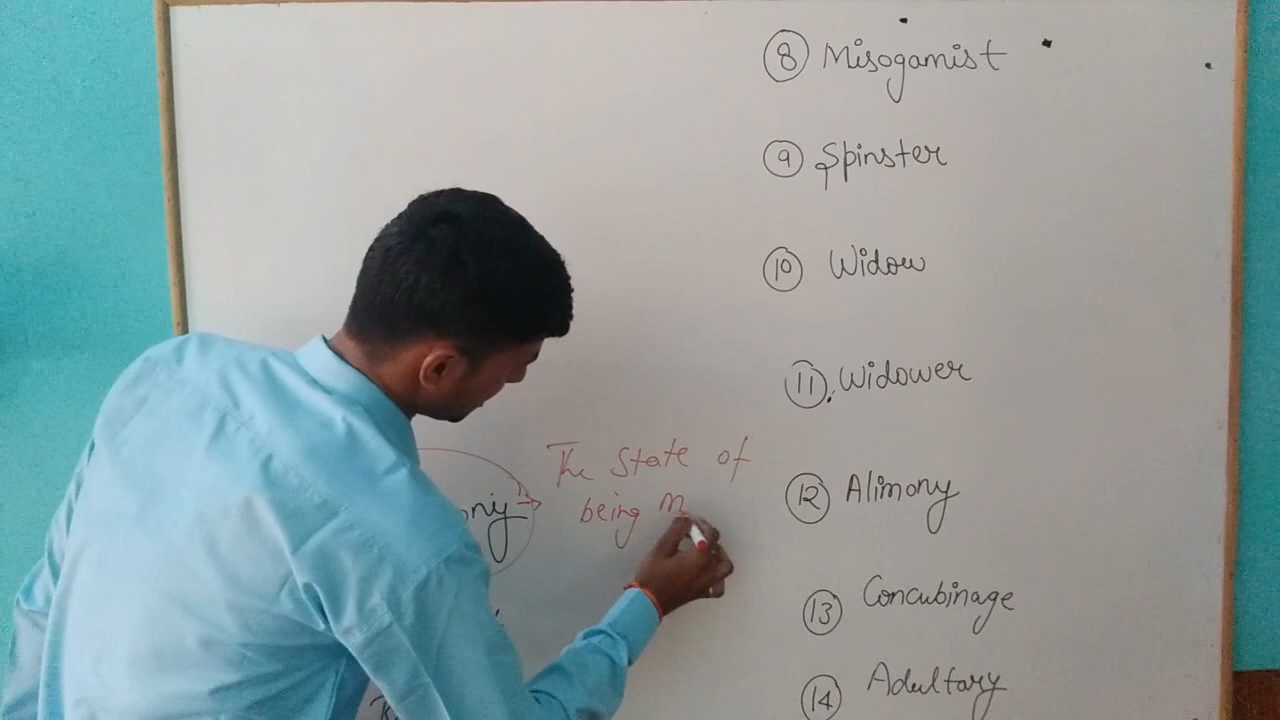 ⑧ Misogamist
⑨ Spinster
⑩ Widow
⑪. Widower
The State of
being m
⑫ Alimony
⑬ Concubinage
⑭ Adultary